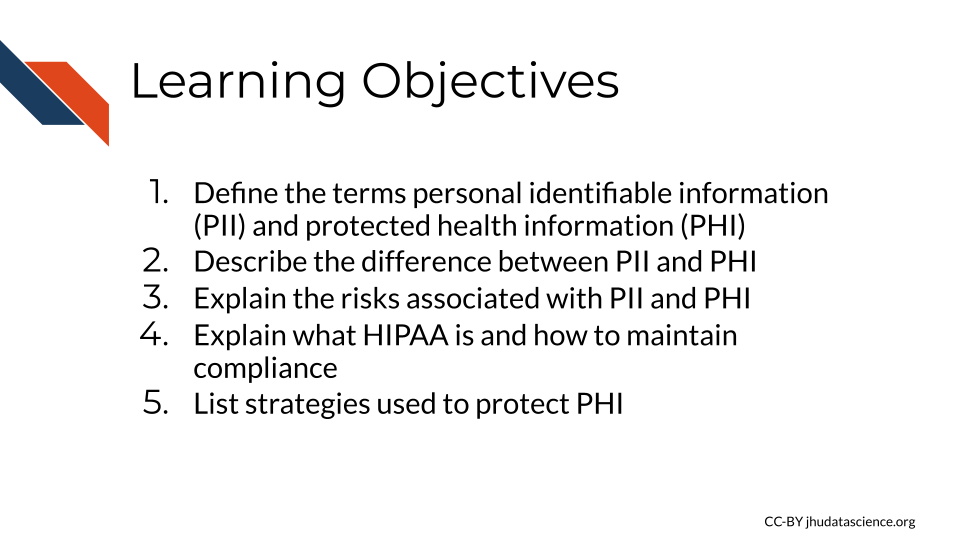 Learning Objectives
1. Define the terms personal identifiable information
(PII) and protected health information (PHI)
2. Describe the difference between PII and PHI
3. Explain the risks associated with PII and PHI
4. Explain what HIPAA is and how to maintain
compliance
5. List strategies used to protect PHI
CC-BY jhudatascience.org